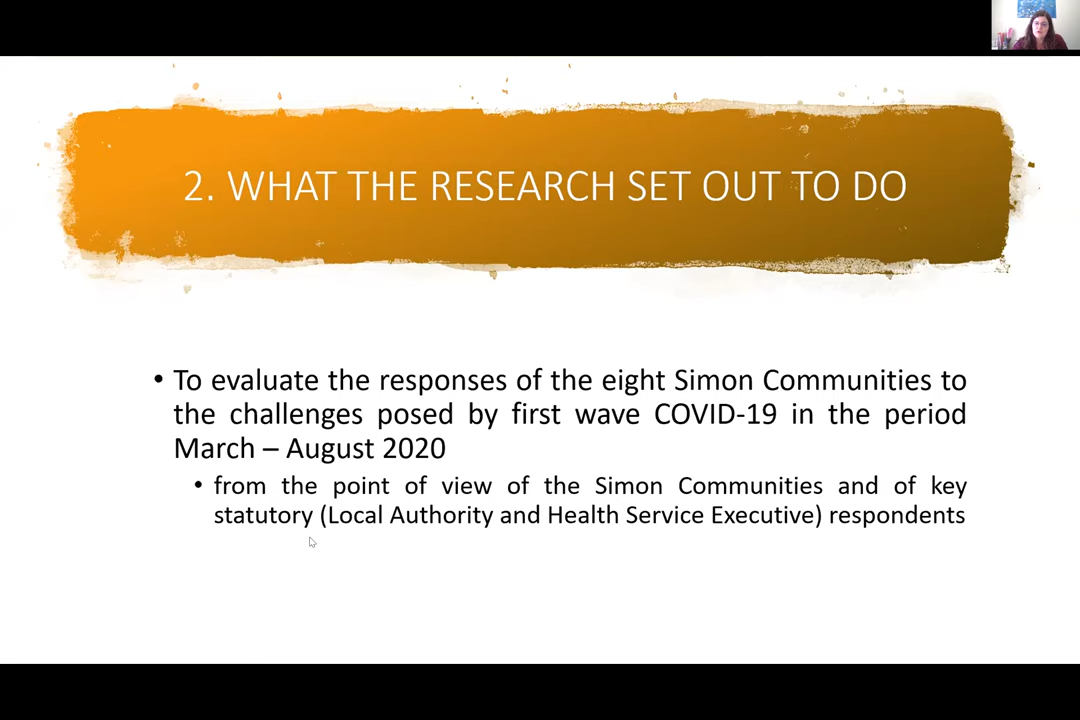 2. WHAT THE RESEARCH SET OUT TO DO
• To evaluate the responses of the eight Simon Communities to
the challenges posed by first wave COVID-19 in the period
March – August 2020
• from the point of view of the Simon Communities and of key
statutory (Local Authority and Health Service Executive) respondents